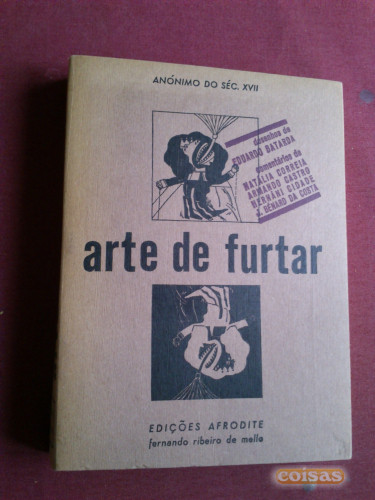 ANÓNIMO DO SÉC. XVII
desenhos de
EDUARDO BATARDA
comentários de
NATÁLIA CORREIA
ARMANDO CASTRO
HERNÂNI CIDADE
J. BÉNARD DA COSTA
arte de furtar
EDIÇÕES AFRODITE
fernando ribeiro de mello
coisas